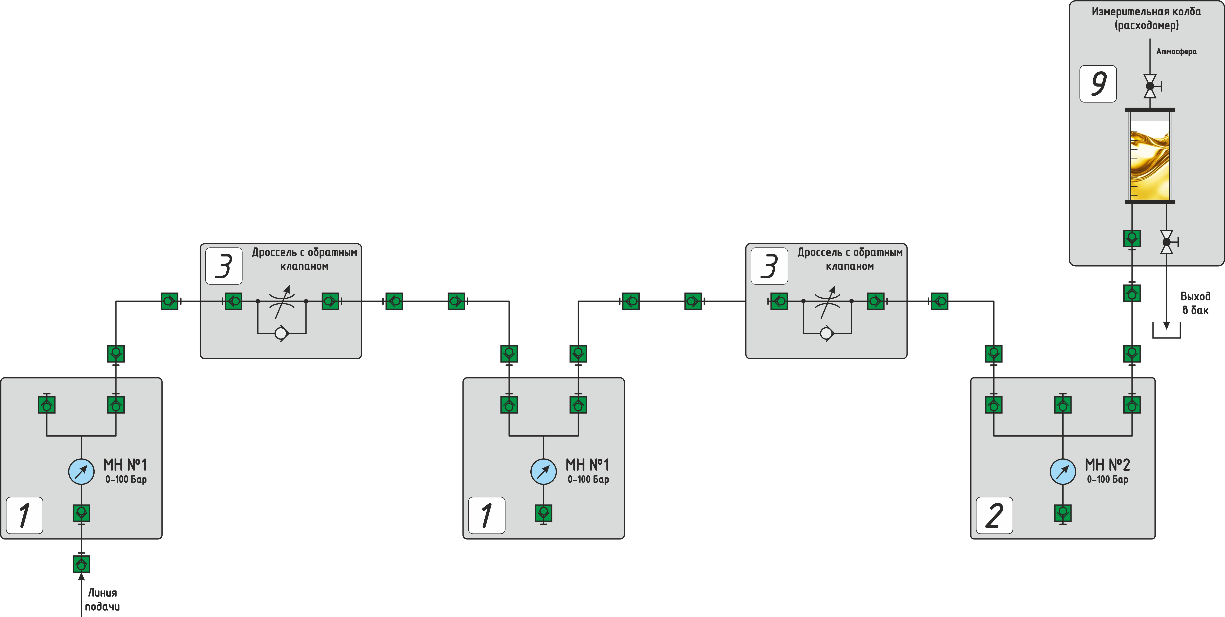 Измерительная колба
(расходомер)
Атмосфера
9
3
Дроссель с обратным
клапаном
3
Дроссель с обратным
клапаном
Выход
в бак
МН №1
0-100 Бар
1
МН №1
0-100 Бар
1
МН №2
0-100 Бар
2
Линия
подачи